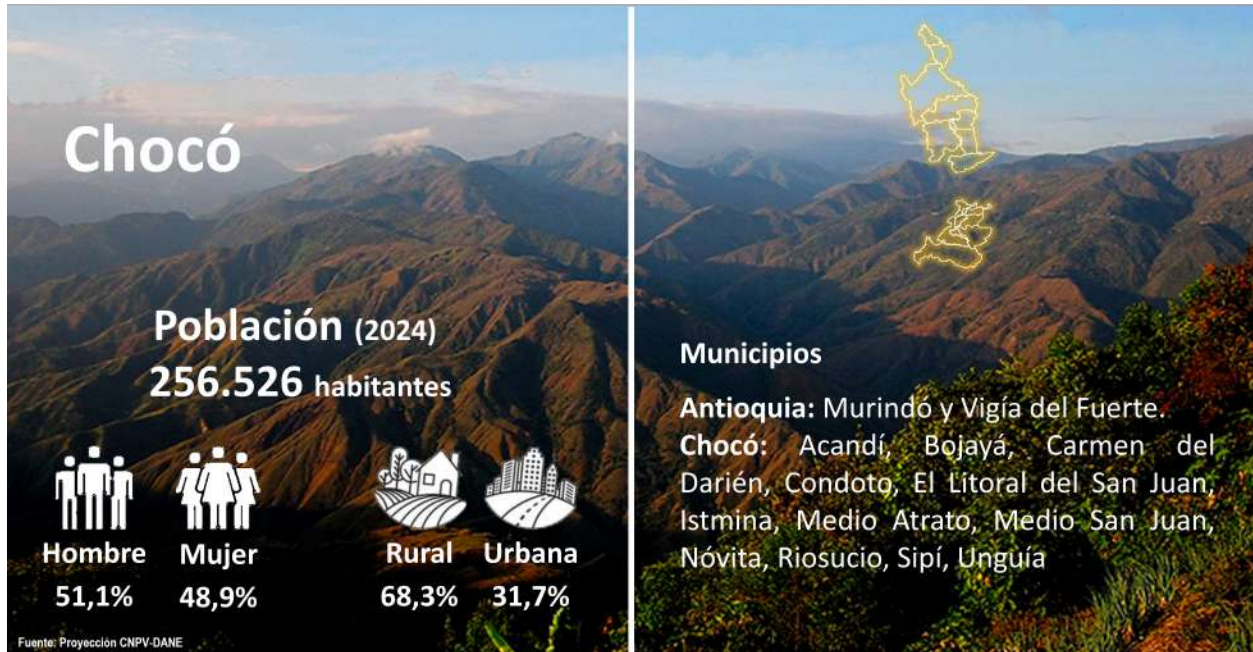 Chocó
Población (2024)
256.526 habitantes
Hombre
51,1%
Mujer
48,9%
Rural
68,3%
Urbana
31,7%
Fuente: Proyección CNPV-DANE
Municipios
Antioquia: Murindó y Vigía del Fuerte.
Chocó: Acandí, Bojayá, Carmen del
Darién, Condoto, El Litoral del San Juan,
Istmina, Medio Atrato, Medio San Juan,
Nóvita, Riosucio, Sipí, Unguía